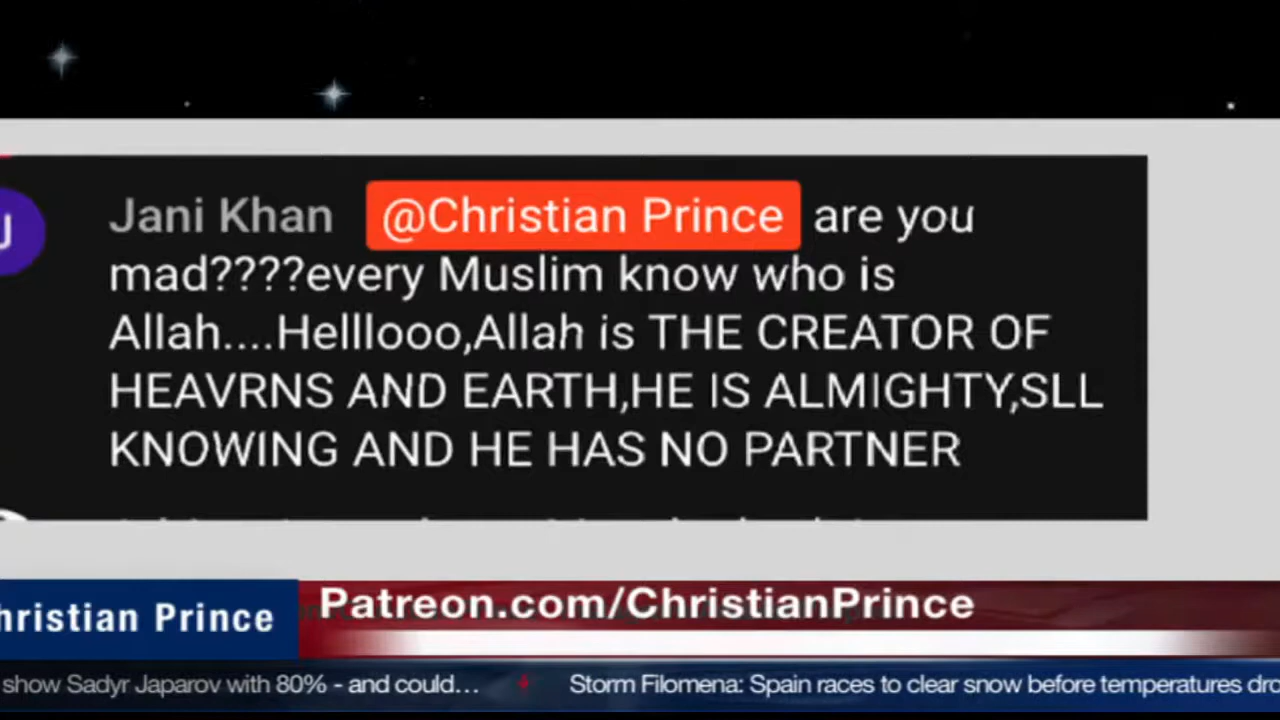 J
Jani Khan @Christian Prince are you
mad????every Muslim know who is
Allah....Helllooo,Allah is THE CREATOR OF
HEAVRNS AND EARTH,HE IS ALMIGHTY,SLL
KNOWING AND HE HAS NO PARTNER
hristian Prince
Patreon.com/ChristianPrince
show Sadyr Japarov with 80% - and could... Storm Filomena: Spain races to clear snow before temperatures dro